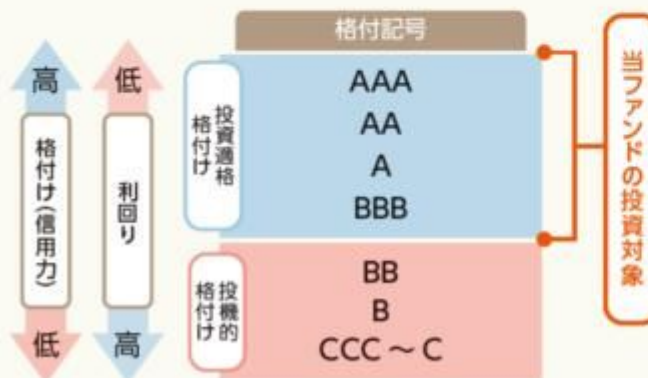 格付記号
高
格付け(信用力)
低
低
利回り
高
投資適格
格付け
AAA
AA
A
BBB
投機的
格付け
BB
B
CCC ~ C
当ファンドの投資対象